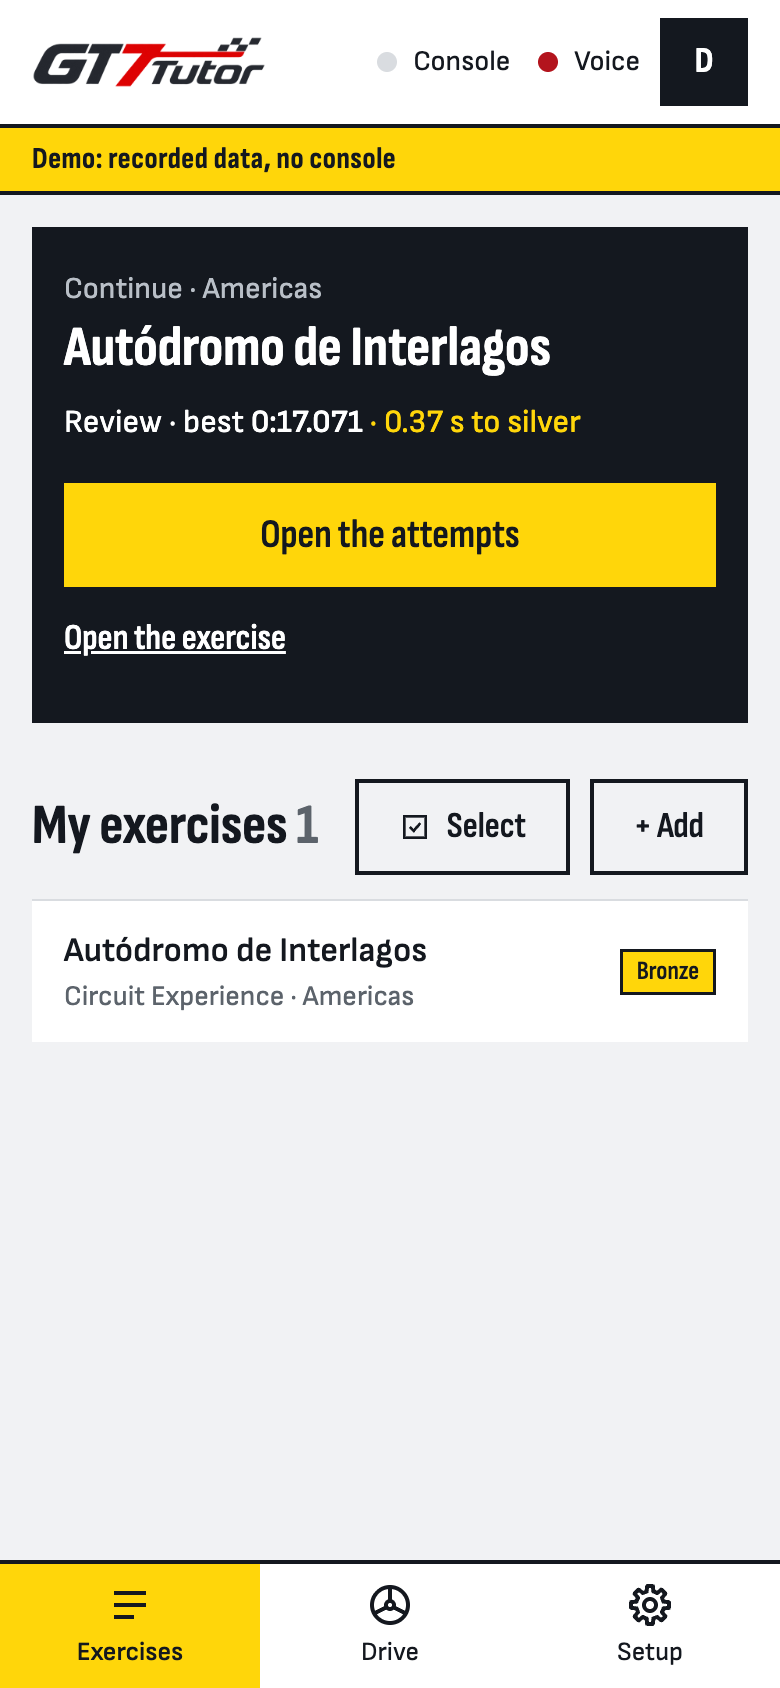 GT7Tutor
Console
Voice
D
Demo: recorded data, no console
Continue · Americas
Autódromo de Interlagos
Review · best 0:17.071 · 0.37 s to silver
Open the attempts
Open the exercise
My exercises 1
Select
+ Add
Autódromo de Interlagos
Circuit Experience · Americas
Bronze
Exercises
Drive
Setup